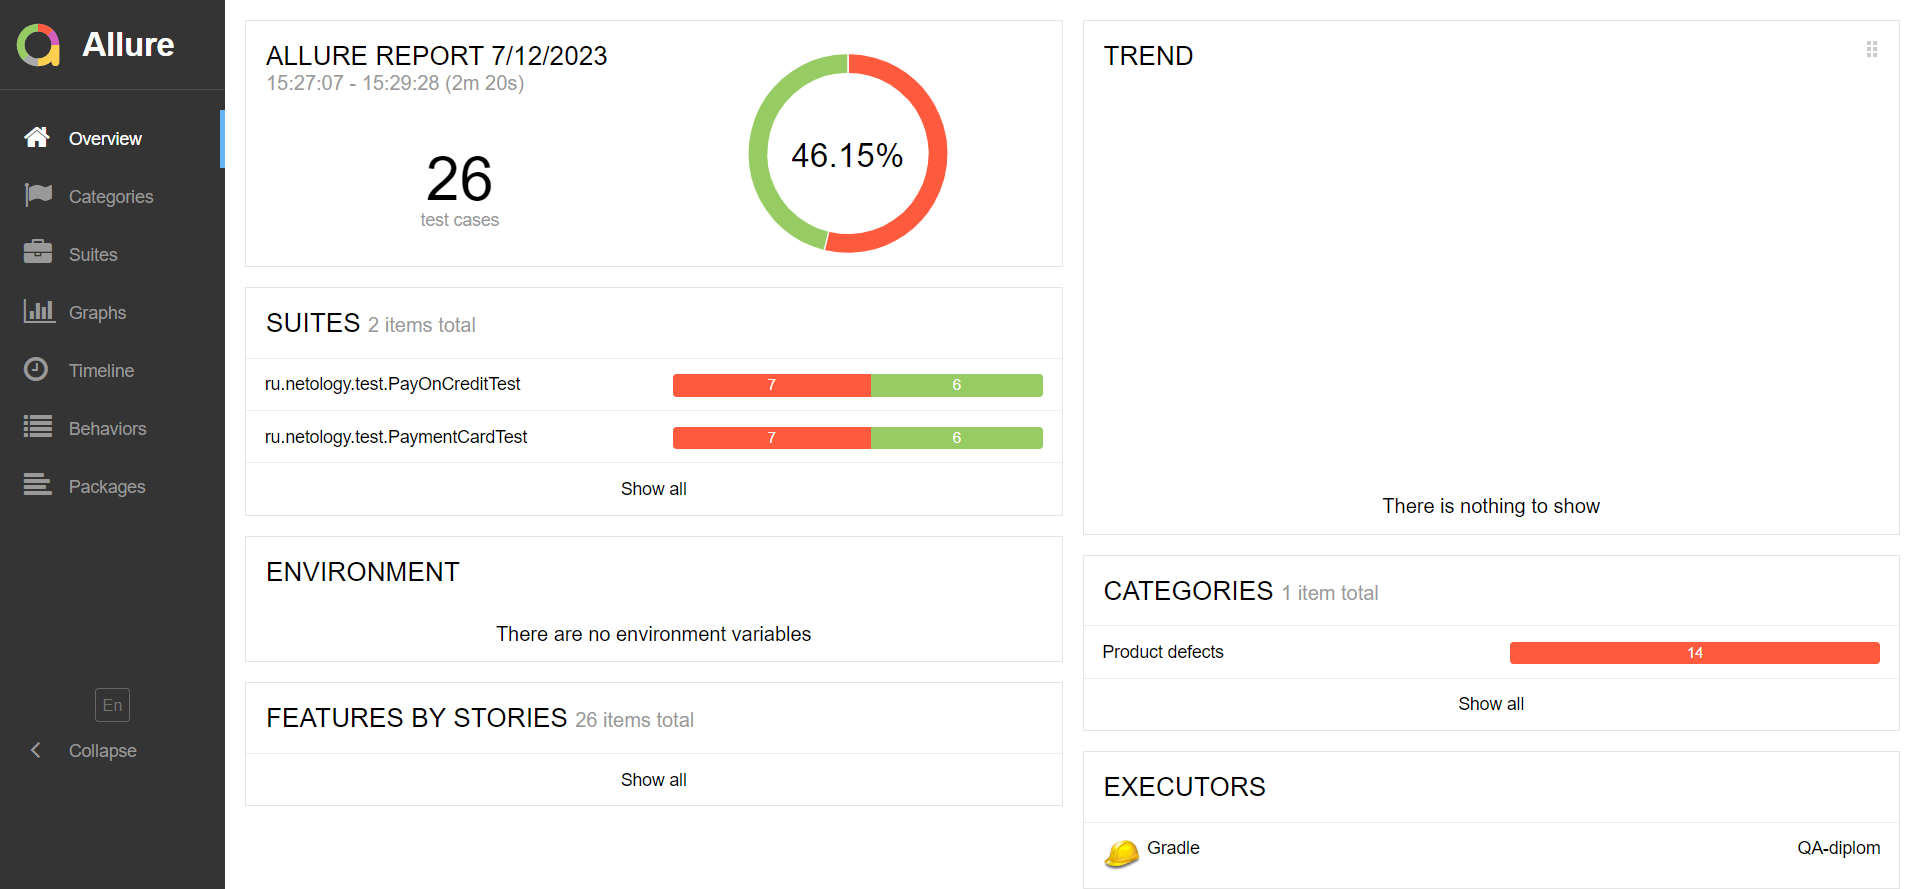 Allure
Overview
Categories
Suites
Graphs
Timeline
Behaviors
Packages
En
Collapse
ALLURE REPORT 7/12/2023
15:27:07 - 15:29:28 (2m 20s)
26
test cases
46.15%
SUITES 2 items total
ru.netology.test.PayOnCreditTest 7 6
ru.netology.test.PaymentCardTest 7 6
Show all
ENVIRONMENT
There are no environment variables
FEATURES BY STORIES 26 items total
Show all
TREND
There is nothing to show
CATEGORIES 1 item total
Product defects 14
Show all
EXECUTORS
Gradle QA-diplom